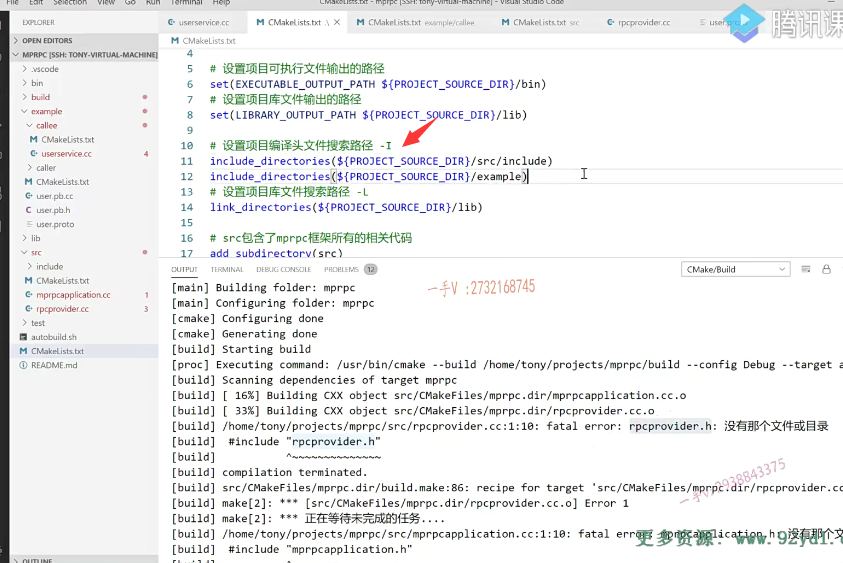 File Edit Selection View Go Run Terminal Help CMakeLists.txt - mprpc [SSH: tony-virtual-machine] - Visual Studio Code
EXPLORER
userservice.cc
CMakeLists.txt .\
CMakeLists.txt example/callee
CMakeLists.txt src
rpcprovider.cc
腾讯课
OPEN EDITORS
MPRPC [SSH: TONY-VIRTUAL-MACHINE]
.vscode
bin
build
example
callee
CMakeLists.txt
userservice.cc 4
caller
CMakeLists.txt
user.pb.cc
user.pb.h
user.proto
lib
src
include
CMakeLists.txt
mprpcapplication.cc 1
rpcprovider.cc 3
test
autobuild.sh
CMakeLists.txt
README.md
OUTLINE
CMakeLists.txt
4
5 # 设置项目可执行文件输出的路径
6 set(EXECUTABLE_OUTPUT_PATH ${PROJECT_SOURCE_DIR}/bin)
7 # 设置项目库文件输出的路径
8 set(LIBRARY_OUTPUT_PATH ${PROJECT_SOURCE_DIR}/lib)
9
10 # 设置项目编译头文件搜索路径 -I
11 include_directories(${PROJECT_SOURCE_DIR}/src/include)
12 include_directories(${PROJECT_SOURCE_DIR}/example)
13 # 设置项目库文件搜索路径 -L
14 link_directories(${PROJECT_SOURCE_DIR}/lib)
15
16 # src包含了mprpc框架所有的相关代码
17 add_subdirectory(src)
OUTPUT TERMINAL DEBUG CONSOLE PROBLEMS 12 CMake/Build
[main] Building folder: mprpc
一手V :2732168745
[main] Configuring folder: mprpc
[cmake] Configuring done
[cmake] Generating done
[build] Starting build
[proc] Executing command: /usr/bin/cmake --build /home/tony/projects/mprpc/build --config Debug --target a
[build] Scanning dependencies of target mprpc
[build] [ 16%] Building CXX object src/CMakeFiles/mprpc.dir/mprpcapplication.cc.o
[build] [ 33%] Building CXX object src/CMakeFiles/mprpc.dir/rpcprovider.cc.o
[build] /home/tony/projects/mprpc/src/rpcprovider.cc:1:10: fatal error: rpcprovider.h: 没有那个文件或目录
[build] #include "rpcprovider.h"
[build] ^~~~~~~~~~~~~~~
[build] compilation terminated.
[build] src/CMakeFiles/mprpc.dir/build.make:86: recipe for target 'src/CMakeFiles/mprpc.dir/rpcprovider.cc
[build] make[2]: *** [src/CMakeFiles/mprpc.dir/rpcprovider.cc.o] Error 1
[build] make[2]: *** 正在等待未完成的任务....
[build] /home/tony/projects/mprpc/src/mprpcapplication.cc:1:10: fatal error: mprpcapplication.h: 没有那个文
[build] #include "mprpcapplication.h"
[build] ^